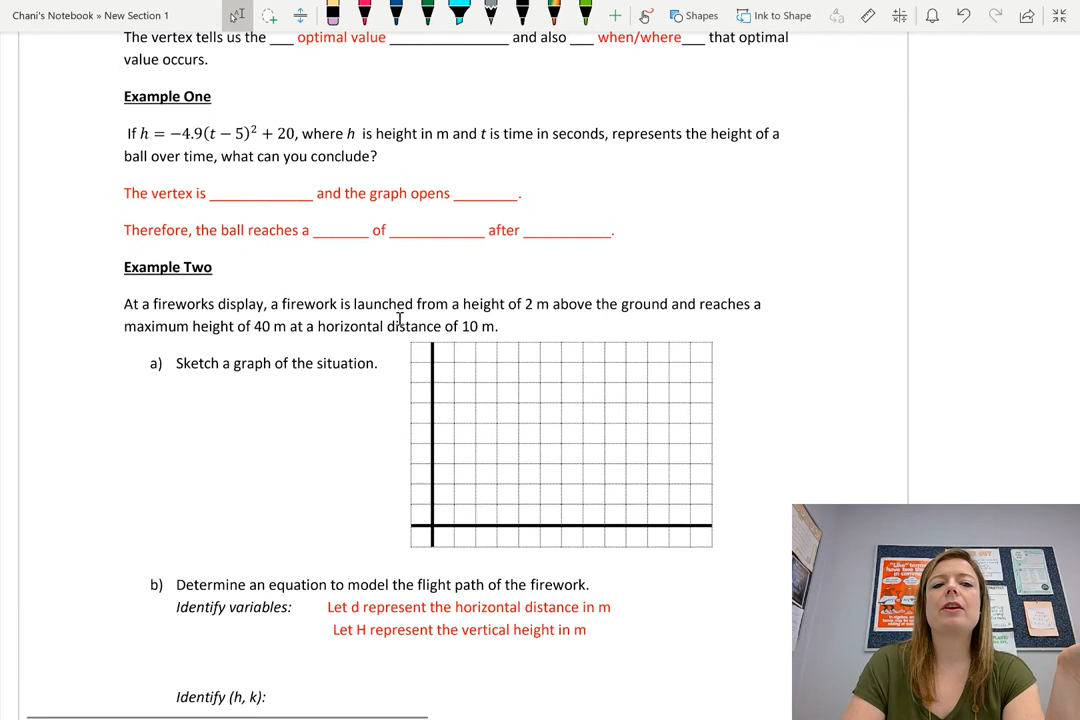 Chani's Notebook » New Section 1
Shapes
Ink to Shape
The vertex tells us the ___ optimal value ______________ and also ___ when/where___ that optimal
value occurs.
Example One
If h = −4.9(t − 5)² + 20, where h is height in m and t is time in seconds, represents the height of a
ball over time, what can you conclude?
The vertex is _____________ and the graph opens ________.
Therefore, the ball reaches a _______ of ____________ after ___________.
Example Two
At a fireworks display, a firework is launched from a height of 2 m above the ground and reaches a
maximum height of 40 m at a horizontal distance of 10 m.
a) Sketch a graph of the situation.
b) Determine an equation to model the flight path of the firework.
Identify variables: Let d represent the horizontal distance in m
Let H represent the vertical height in m
Identify (h, k):
"Like" terms